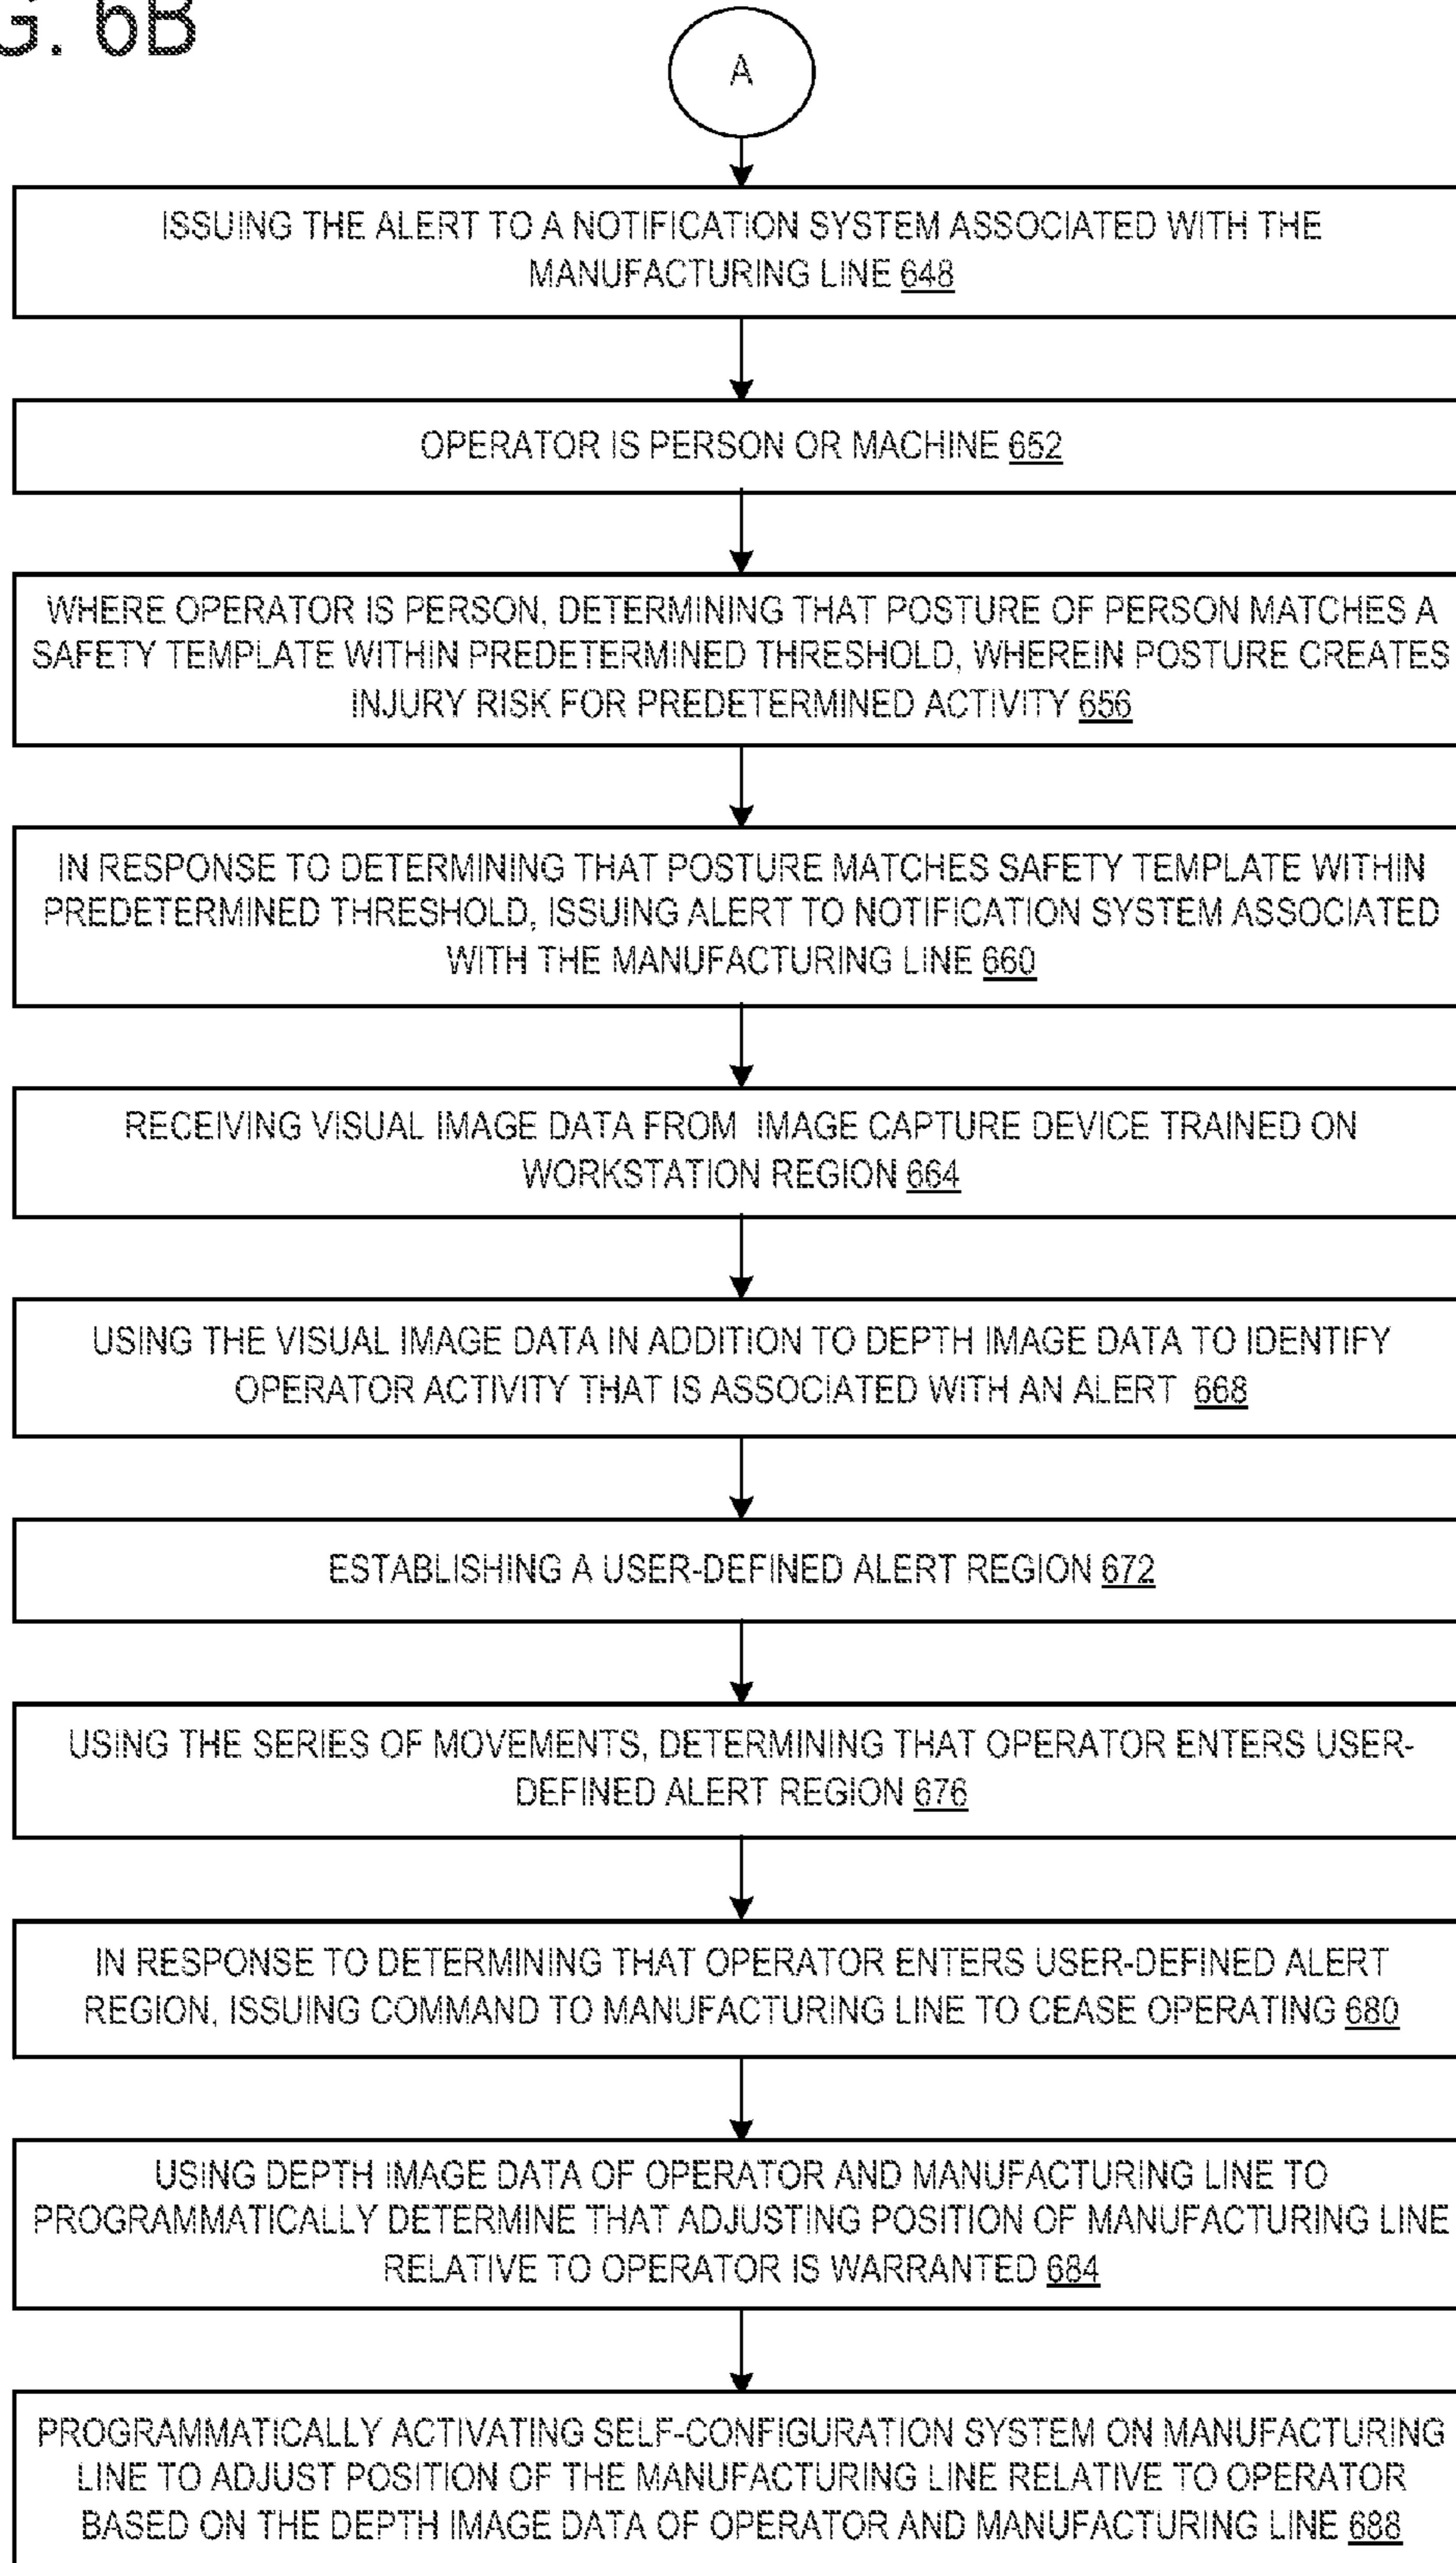 G. 6B
A
ISSUING THE ALERT TO A NOTIFICATION SYSTEM ASSOCIATED WITH THE
MANUFACTURING LINE 648
OPERATOR IS PERSON OR MACHINE 652
WHERE OPERATOR IS PERSON, DETERMINING THAT POSTURE OF PERSON MATCHES A
SAFETY TEMPLATE WITHIN PREDETERMINED THRESHOLD, WHEREIN POSTURE CREATES
INJURY RISK FOR PREDETERMINED ACTIVITY 656
IN RESPONSE TO DETERMINING THAT POSTURE MATCHES SAFETY TEMPLATE WITHIN
PREDETERMINED THRESHOLD, ISSUING ALERT TO NOTIFICATION SYSTEM ASSOCIATED
WITH THE MANUFACTURING LINE 660
RECEIVING VISUAL IMAGE DATA FROM IMAGE CAPTURE DEVICE TRAINED ON
WORKSTATION REGION 664
USING THE VISUAL IMAGE DATA IN ADDITION TO DEPTH IMAGE DATA TO IDENTIFY
OPERATOR ACTIVITY THAT IS ASSOCIATED WITH AN ALERT 668
ESTABLISHING A USER-DEFINED ALERT REGION 672
USING THE SERIES OF MOVEMENTS, DETERMINING THAT OPERATOR ENTERS USER-
DEFINED ALERT REGION 676
IN RESPONSE TO DETERMINING THAT OPERATOR ENTERS USER-DEFINED ALERT
REGION, ISSUING COMMAND TO MANUFACTURING LINE TO CEASE OPERATING 680
USING DEPTH IMAGE DATA OF OPERATOR AND MANUFACTURING LINE TO
PROGRAMMATICALLY DETERMINE THAT ADJUSTING POSITION OF MANUFACTURING LINE
RELATIVE TO OPERATOR IS WARRANTED 684
PROGRAMMATICALLY ACTIVATING SELF-CONFIGURATION SYSTEM ON MANUFACTURING
LINE TO ADJUST POSITION OF THE MANUFACTURING LINE RELATIVE TO OPERATOR
BASED ON THE DEPTH IMAGE DATA OF OPERATOR AND MANUFACTURING LINE 688